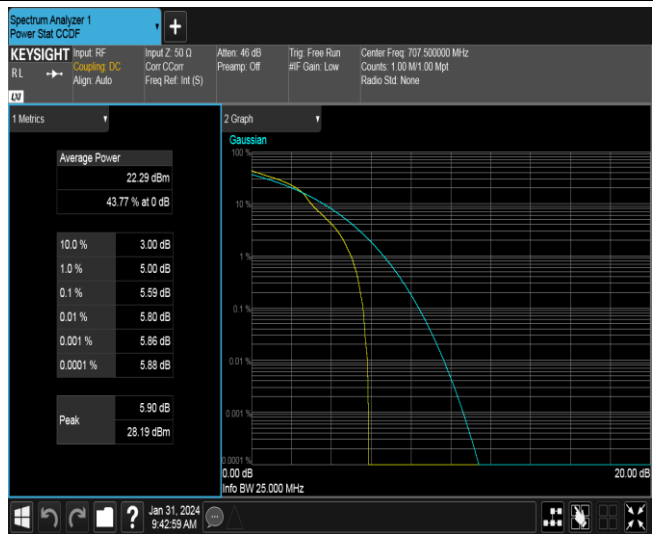 Spectrum Analyzer 1
Power Stat CCDF
+
KEYSIGHT
RL
LXI
Input: RF
Coupling: DC
Align: Auto
Input Z: 50 Ω
Corr CCorr
Freq Ref: Int (S)
Atten: 46 dB
Preamp: Off
Trig: Free Run
#IF Gain: Low
Center Freq: 707.500000 MHz
Counts: 1.00 M/1.00 Mpt
Radio Std: None
1 Metrics
Average Power
22.29 dBm
43.77 % at 0 dB
10.0 % 3.00 dB
1.0 % 5.00 dB
0.1 % 5.59 dB
0.01 % 5.80 dB
0.001 % 5.86 dB
0.0001 % 5.88 dB
Peak
5.90 dB
28.19 dBm
2 Graph
Gaussian
100 %
10 %
1 %
0.1 %
0.01 %
0.001 %
0.0001 %
0.00 dB 20.00 dB
Info BW 25.000 MHz
?
Jan 31, 2024
9:42:59 AM